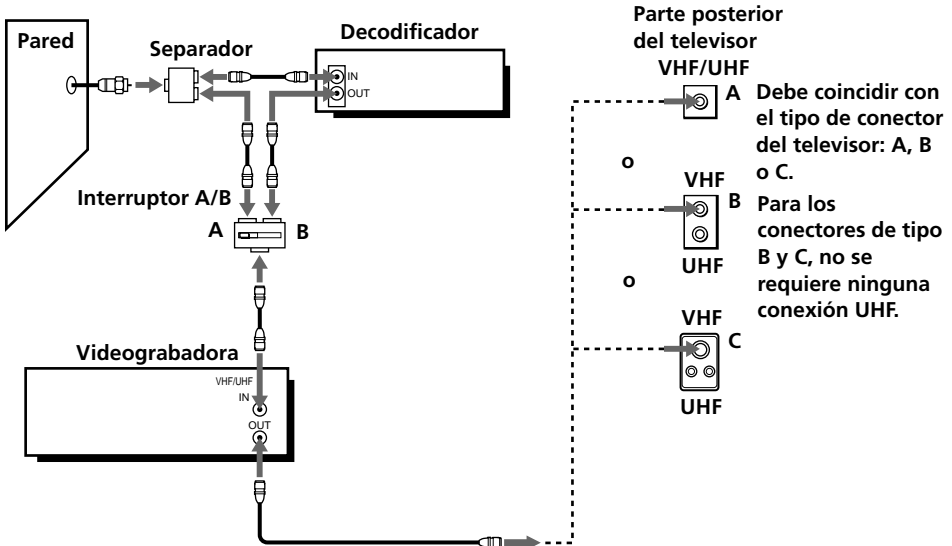 Pared
Separador
Decodificador
IN
OUT
Interruptor A/B
A
B
Videograbadora
VHF/UHF
IN
OUT
Parte posterior
del televisor
VHF/UHF
A
Debe coincidir con
el tipo de conector
del televisor: A, B
o C.
o
VHF
B
UHF
Para los
conectores de tipo
B y C, no se
requiere ninguna
conexión UHF.
o
VHF
C
UHF